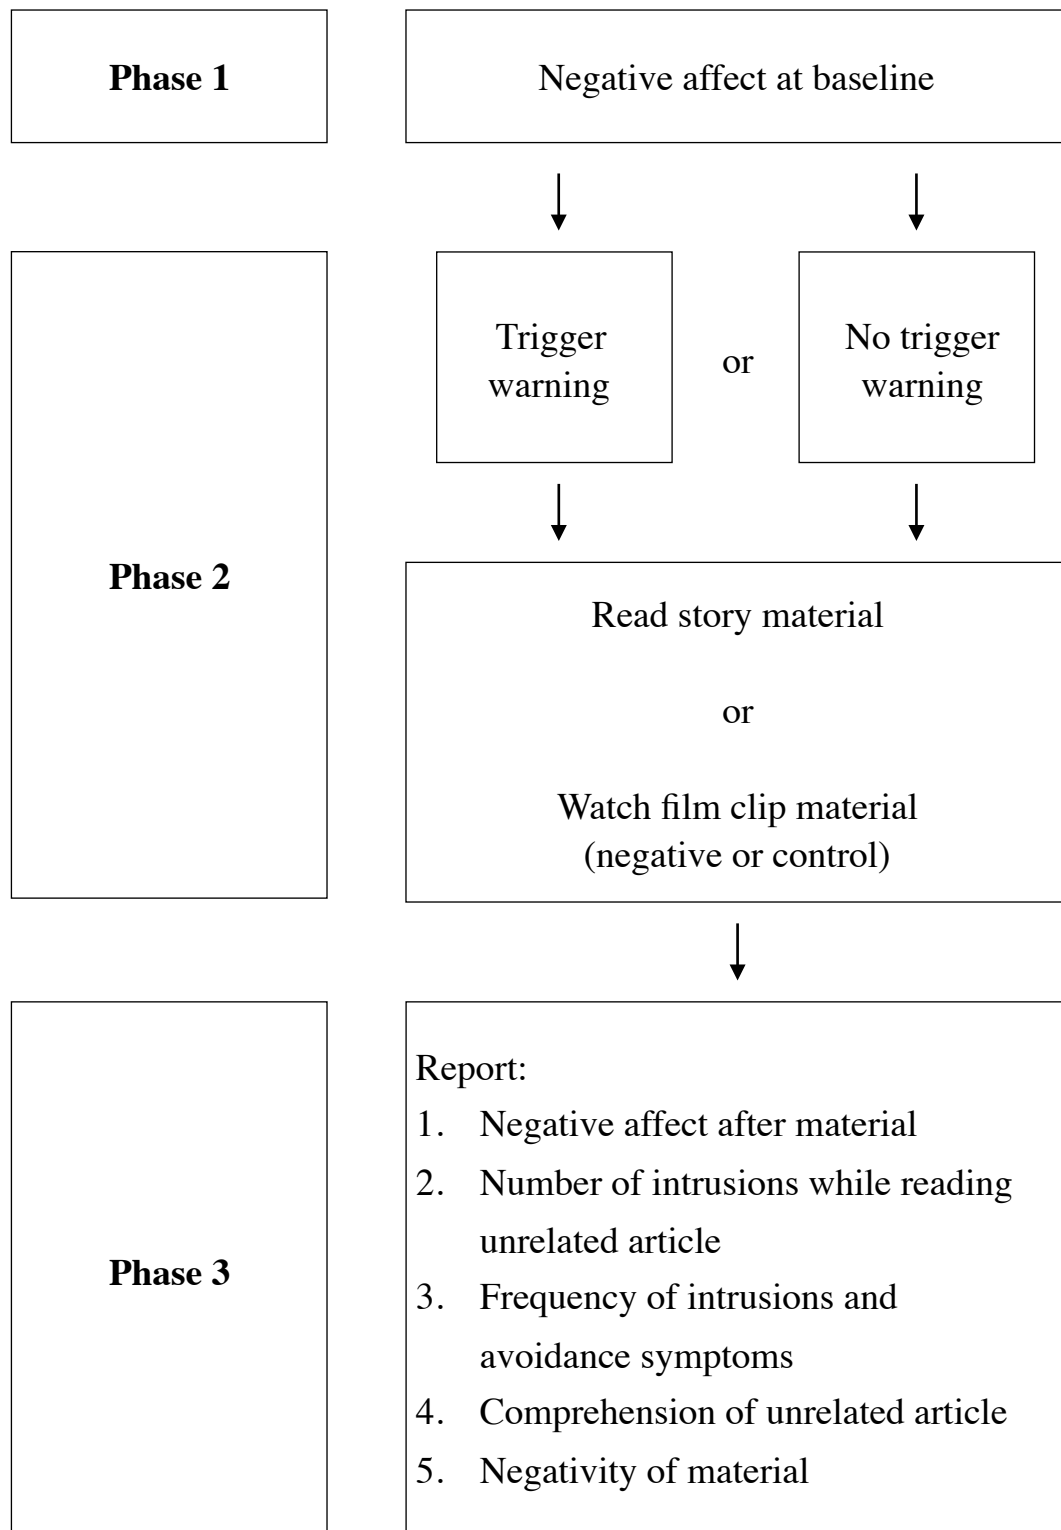 Phase 1
Negative affect at baseline
Trigger
warning
or
No trigger
warning
Phase 2
Read story material
or
Watch film clip material
(negative or control)
Phase 3
Report:
1. Negative affect after material
2. Number of intrusions while reading
unrelated article
3. Frequency of intrusions and
avoidance symptoms
4. Comprehension of unrelated article
5. Negativity of material